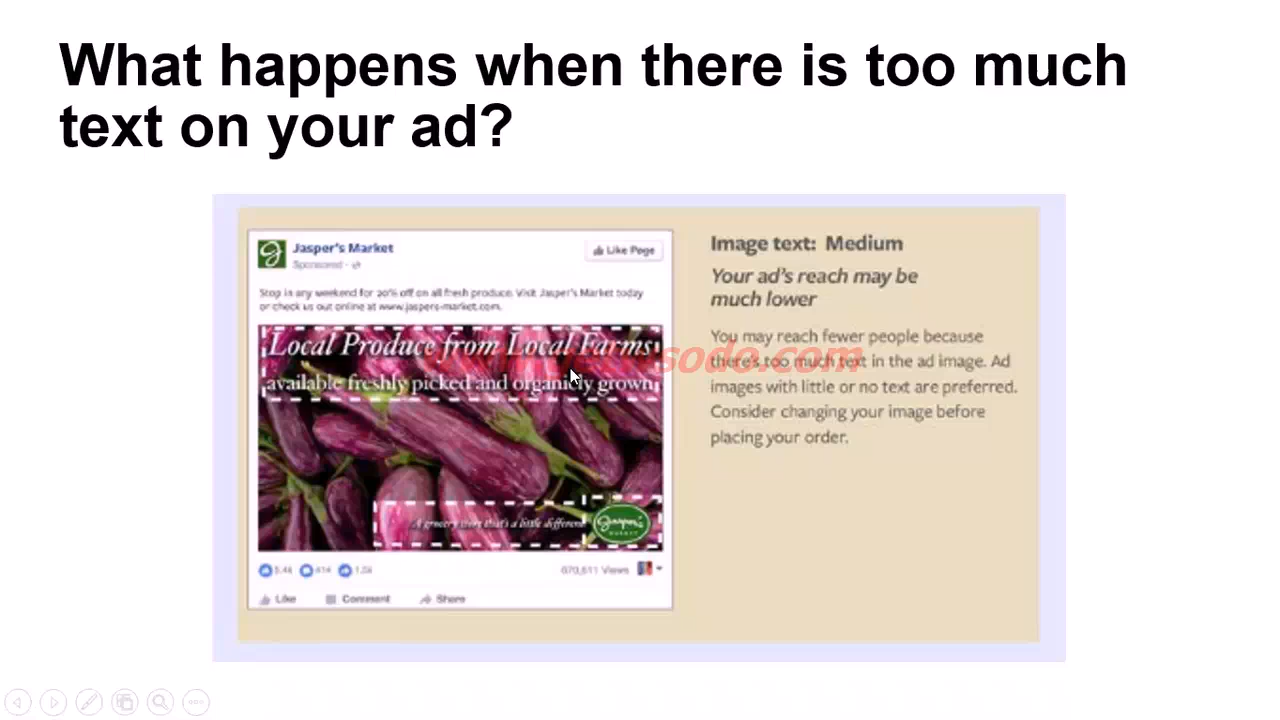 What happens when there is too much
text on your ad?
Jasper's Market
Sponsored ·
Like Page
Stop in any weekend for 20% off on all fresh produce. Visit Jasper's Market today
or check us out online at www.jaspers-market.com.
Local Produce from Local Farms
available freshly picked and organicly grown
A grocery store that's a little different
Jasper's
MARKET
5.4k
Views
Like Comment Share
Image text: Medium
Your ad's reach may be
much lower
You may reach fewer people because
there's too much text in the ad image. Ad
images with little or no text are preferred.
Consider changing your image before
placing your order.